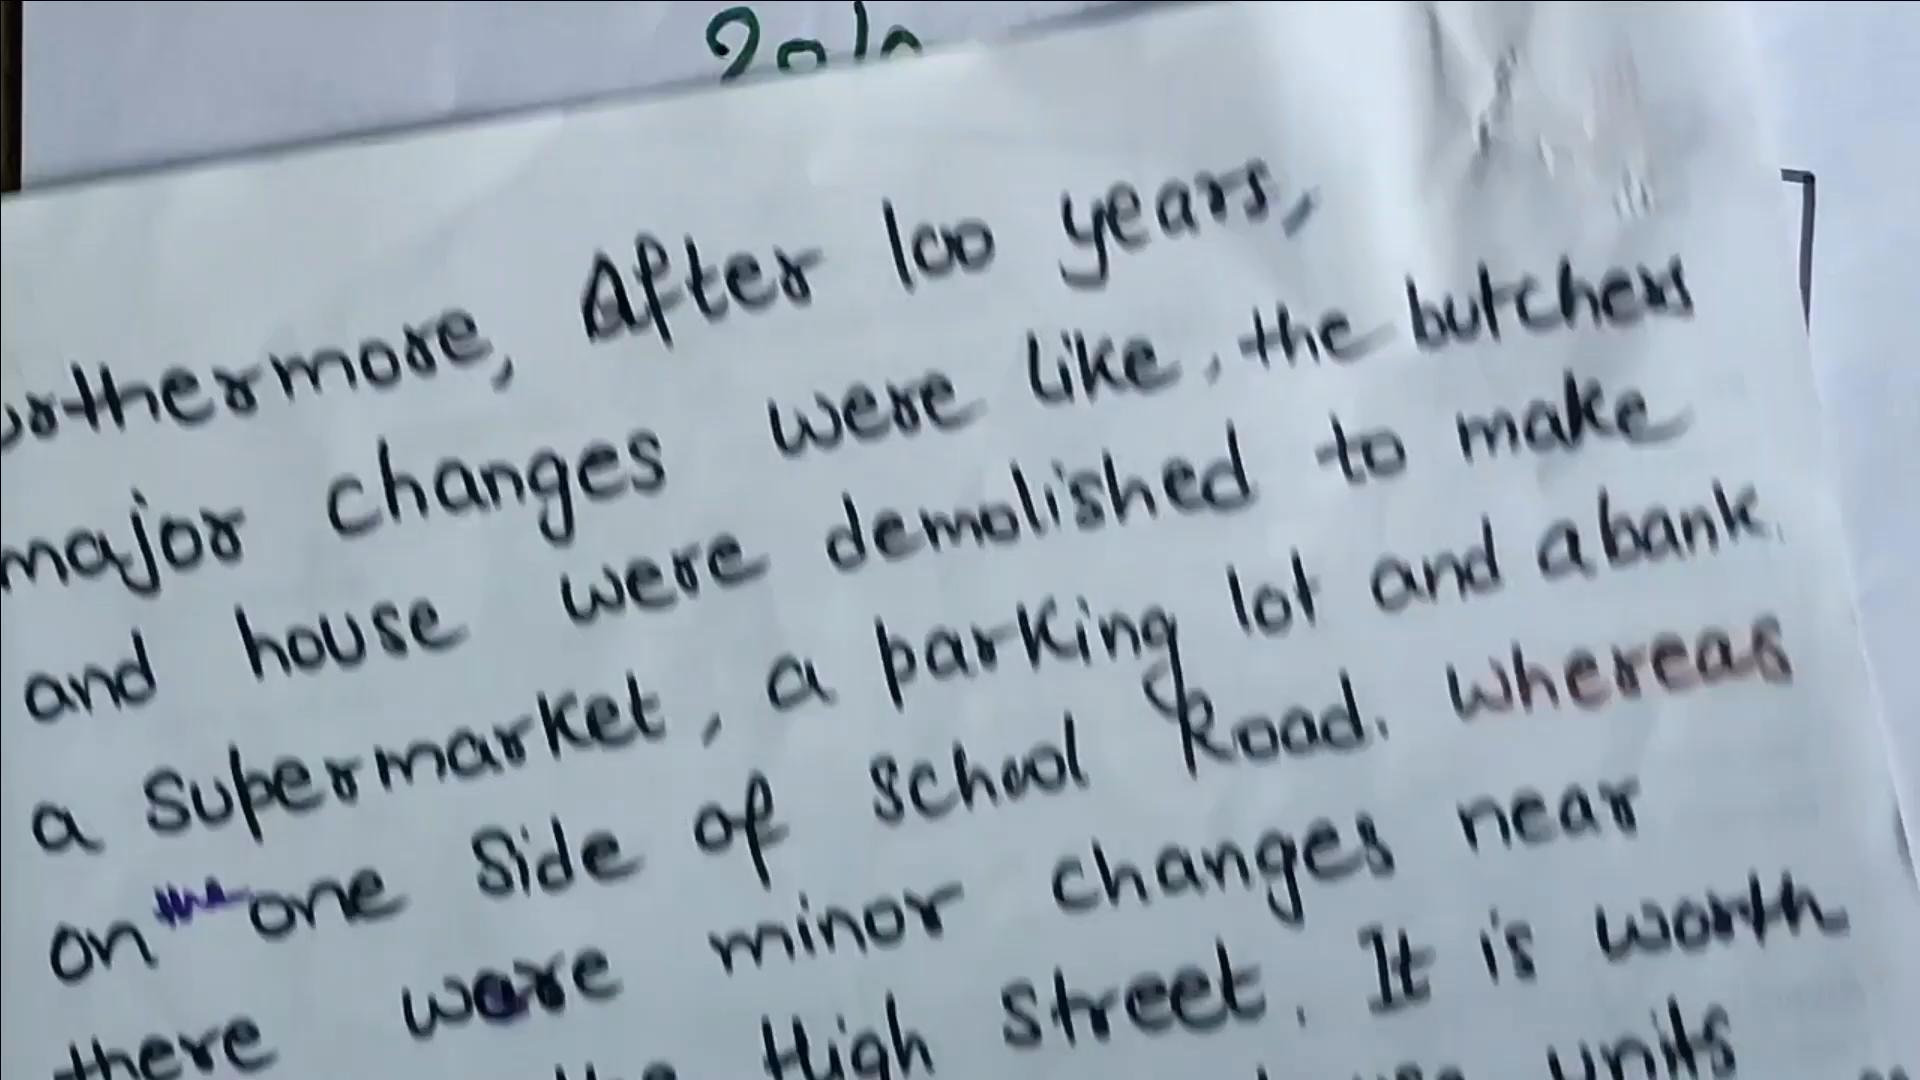 urthermore, After 100 years,
major changes were like, the butchers
and house were demolished to make
a supermarket, a parking lot and a bank.
on the one side of School Road. Whereas
there were minor changes near
the High Street. It is worth
units